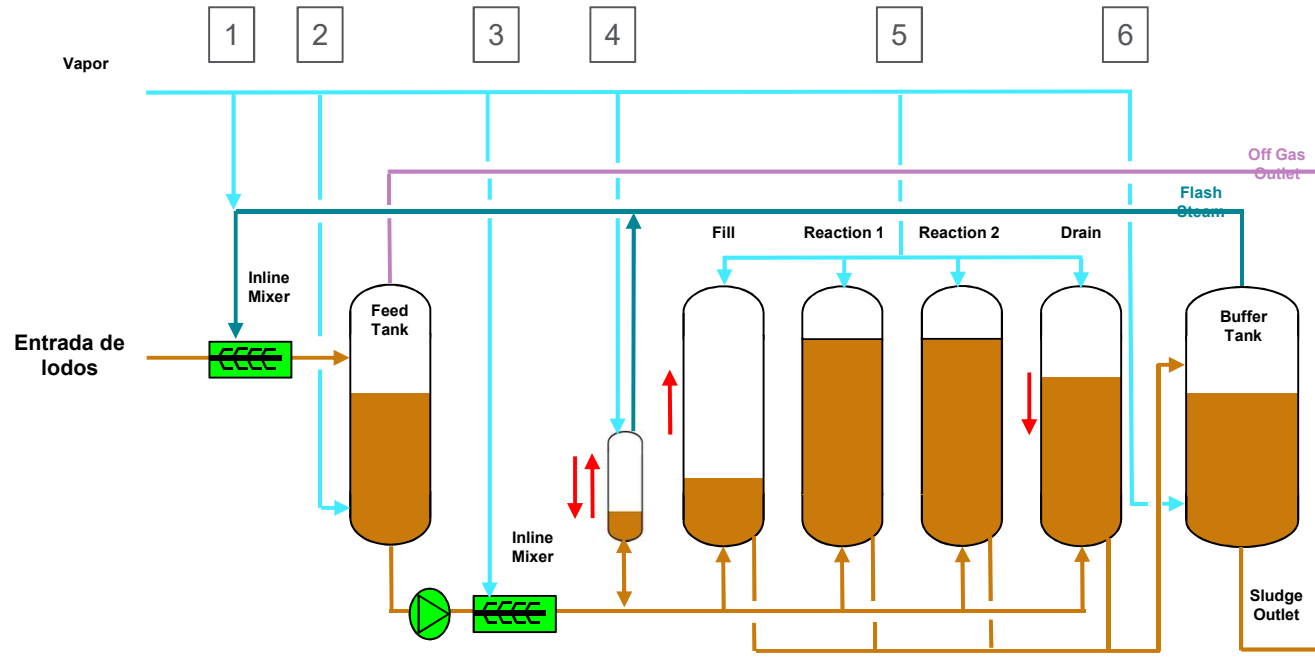 1
2
3
4
5
6
Vapor
Off Gas
Outlet
Flash
Steam
Fill
Reaction 1
Reaction 2
Drain
Inline
Mixer
Feed
Tank
Buffer
Tank
Entrada de
lodos
Inline
Mixer
Sludge
Outlet